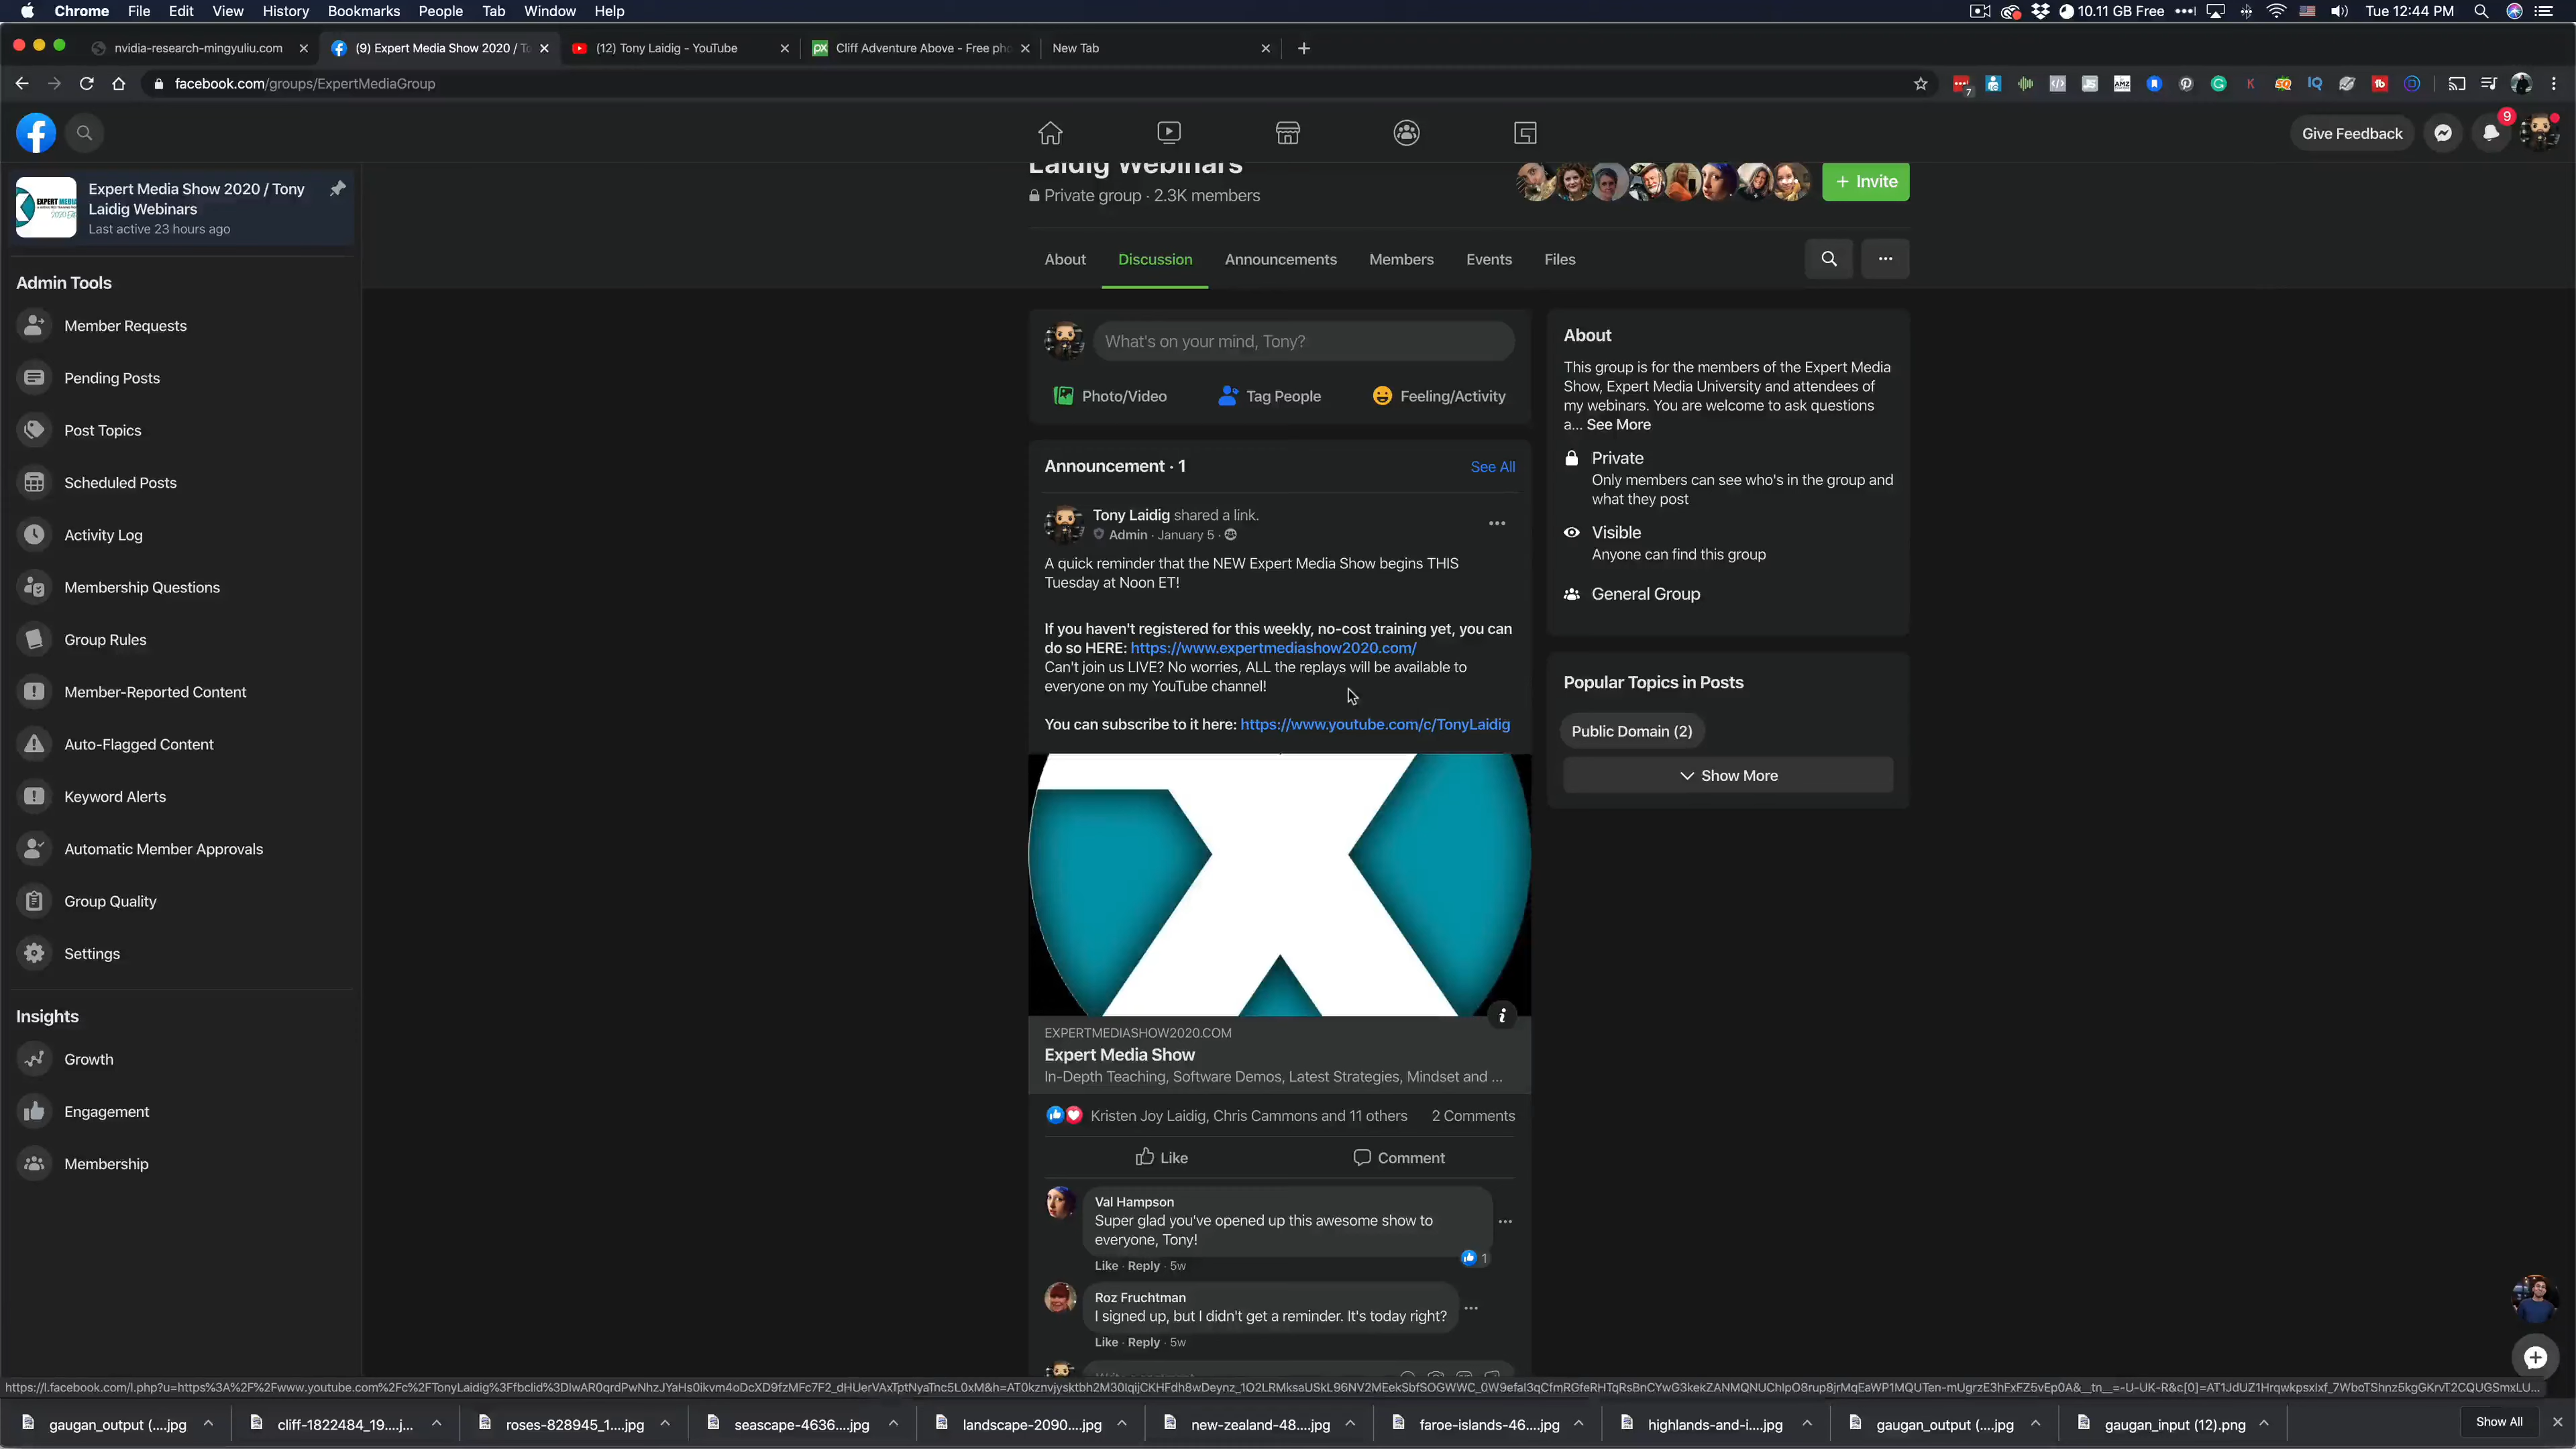 Chrome File Edit View History Bookmarks People Tab Window Help
10.11 GB Free Tue 12:44 PM
nvidia-research-mingyuliu.com
(9) Expert Media Show 2020 / To
(12) Tony Laidig - YouTube
Cliff Adventure Above - Free pho
New Tab
facebook.com/groups/ExpertMediaGroup
7
Give Feedback
9
Expert Media Show 2020 / Tony
Laidig Webinars
Last active 23 hours ago
Admin Tools
Member Requests
Pending Posts
Post Topics
Scheduled Posts
Activity Log
Membership Questions
Group Rules
Member-Reported Content
Auto-Flagged Content
Keyword Alerts
Automatic Member Approvals
Group Quality
Settings
Insights
Growth
Engagement
Membership
Laidig Webinars
Private group · 2.3K members
+ Invite
About Discussion Announcements Members Events Files
What's on your mind, Tony?
Photo/Video Tag People Feeling/Activity
Announcement · 1 See All
Tony Laidig shared a link.
Admin · January 5 ·
A quick reminder that the NEW Expert Media Show begins THIS
Tuesday at Noon ET!
If you haven't registered for this weekly, no-cost training yet, you can
do so HERE: https://www.expertmediashow2020.com/
Can't join us LIVE? No worries, ALL the replays will be available to
everyone on my YouTube channel!
You can subscribe to it here: https://www.youtube.com/c/TonyLaidig
EXPERTMEDIASHOW2020.COM
Expert Media Show
In-Depth Teaching, Software Demos, Latest Strategies, Mindset and ...
Kristen Joy Laidig, Chris Cammons and 11 others 2 Comments
Like Comment
Val Hampson
Super glad you've opened up this awesome show to
everyone, Tony!
1
Like · Reply · 5w
Roz Fruchtman
I signed up, but I didn't get a reminder. It's today right?
Like · Reply · 5w
About
This group is for the members of the Expert Media
Show, Expert Media University and attendees of
my webinars. You are welcome to ask questions
a... See More
Private
Only members can see who's in the group and
what they post
Visible
Anyone can find this group
General Group
Popular Topics in Posts
Public Domain (2)
Show More
gaugan_output (....jpg
cliff-1822484_19....j...
roses-828945_1....jpg
seascape-4636....jpg
landscape-2090....jpg
new-zealand-48....jpg
faroe-islands-46....jpg
highlands-and-i....jpg
gaugan_output (....jpg
gaugan_input (12).png
Show All